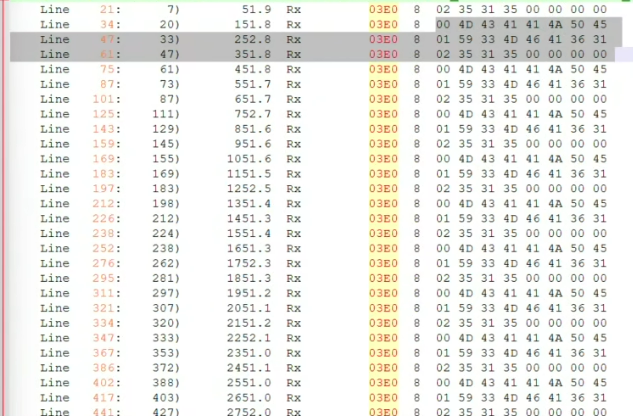 Line 21: 7) 51.9 Rx 03E0 8 02 35 31 35 00 00 00 00
Line 34: 20) 151.8 Rx 03E0 8 00 4D 43 41 41 4A 50 45
Line 47: 33) 252.8 Rx 03E0 8 01 59 33 4D 46 41 36 31
Line 61: 47) 351.8 Rx 03E0 8 02 35 31 35 00 00 00 00
Line 75: 61) 451.8 Rx 03E0 8 00 4D 43 41 41 4A 50 45
Line 87: 73) 551.7 Rx 03E0 8 01 59 33 4D 46 41 36 31
Line 101: 87) 651.7 Rx 03E0 8 02 35 31 35 00 00 00 00
Line 125: 111) 752.7 Rx 03E0 8 00 4D 43 41 41 4A 50 45
Line 143: 129) 851.6 Rx 03E0 8 01 59 33 4D 46 41 36 31
Line 159: 145) 951.6 Rx 03E0 8 02 35 31 35 00 00 00 00
Line 169: 155) 1051.6 Rx 03E0 8 00 4D 43 41 41 4A 50 45
Line 183: 169) 1151.5 Rx 03E0 8 01 59 33 4D 46 41 36 31
Line 197: 183) 1252.5 Rx 03E0 8 02 35 31 35 00 00 00 00
Line 212: 198) 1351.4 Rx 03E0 8 00 4D 43 41 41 4A 50 45
Line 226: 212) 1451.3 Rx 03E0 8 01 59 33 4D 46 41 36 31
Line 238: 224) 1551.4 Rx 03E0 8 02 35 31 35 00 00 00 00
Line 252: 238) 1651.3 Rx 03E0 8 00 4D 43 41 41 4A 50 45
Line 276: 262) 1752.3 Rx 03E0 8 01 59 33 4D 46 41 36 31
Line 295: 281) 1851.3 Rx 03E0 8 02 35 31 35 00 00 00 00
Line 311: 297) 1951.2 Rx 03E0 8 00 4D 43 41 41 4A 50 45
Line 321: 307) 2051.1 Rx 03E0 8 01 59 33 4D 46 41 36 31
Line 334: 320) 2151.2 Rx 03E0 8 02 35 31 35 00 00 00 00
Line 347: 333) 2252.1 Rx 03E0 8 00 4D 43 41 41 4A 50 45
Line 367: 353) 2351.0 Rx 03E0 8 01 59 33 4D 46 41 36 31
Line 386: 372) 2451.1 Rx 03E0 8 02 35 31 35 00 00 00 00
Line 402: 388) 2551.0 Rx 03E0 8 00 4D 43 41 41 4A 50 45
Line 417: 403) 2651.0 Rx 03E0 8 01 59 33 4D 46 41 36 31
Line 441: 427) 2752.0 Rx 03E0 8 02 35 31 35 00 00 00 00